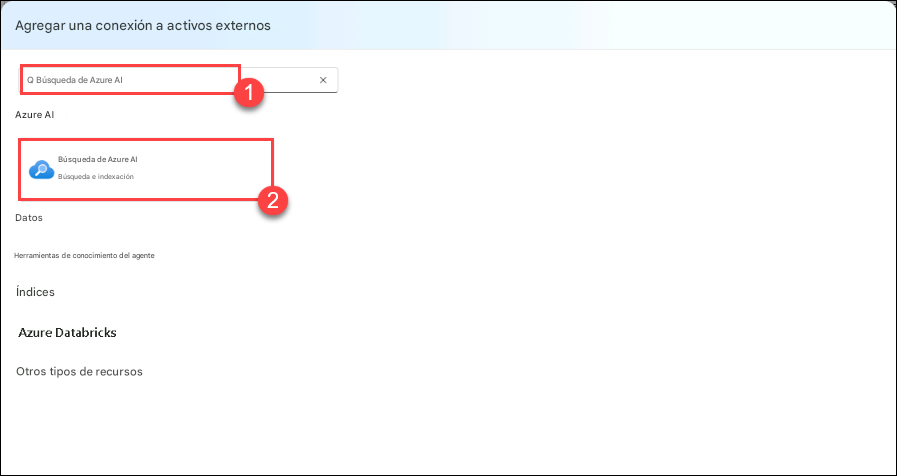 Agregar una conexión a activos externos
Q Búsqueda de Azure AI
1
Azure AI
Búsqueda de Azure AI
Búsqueda e indexación
2
Datos
Herramientas de conocimiento del agente
Índices
Azure Databricks
Otros tipos de recursos